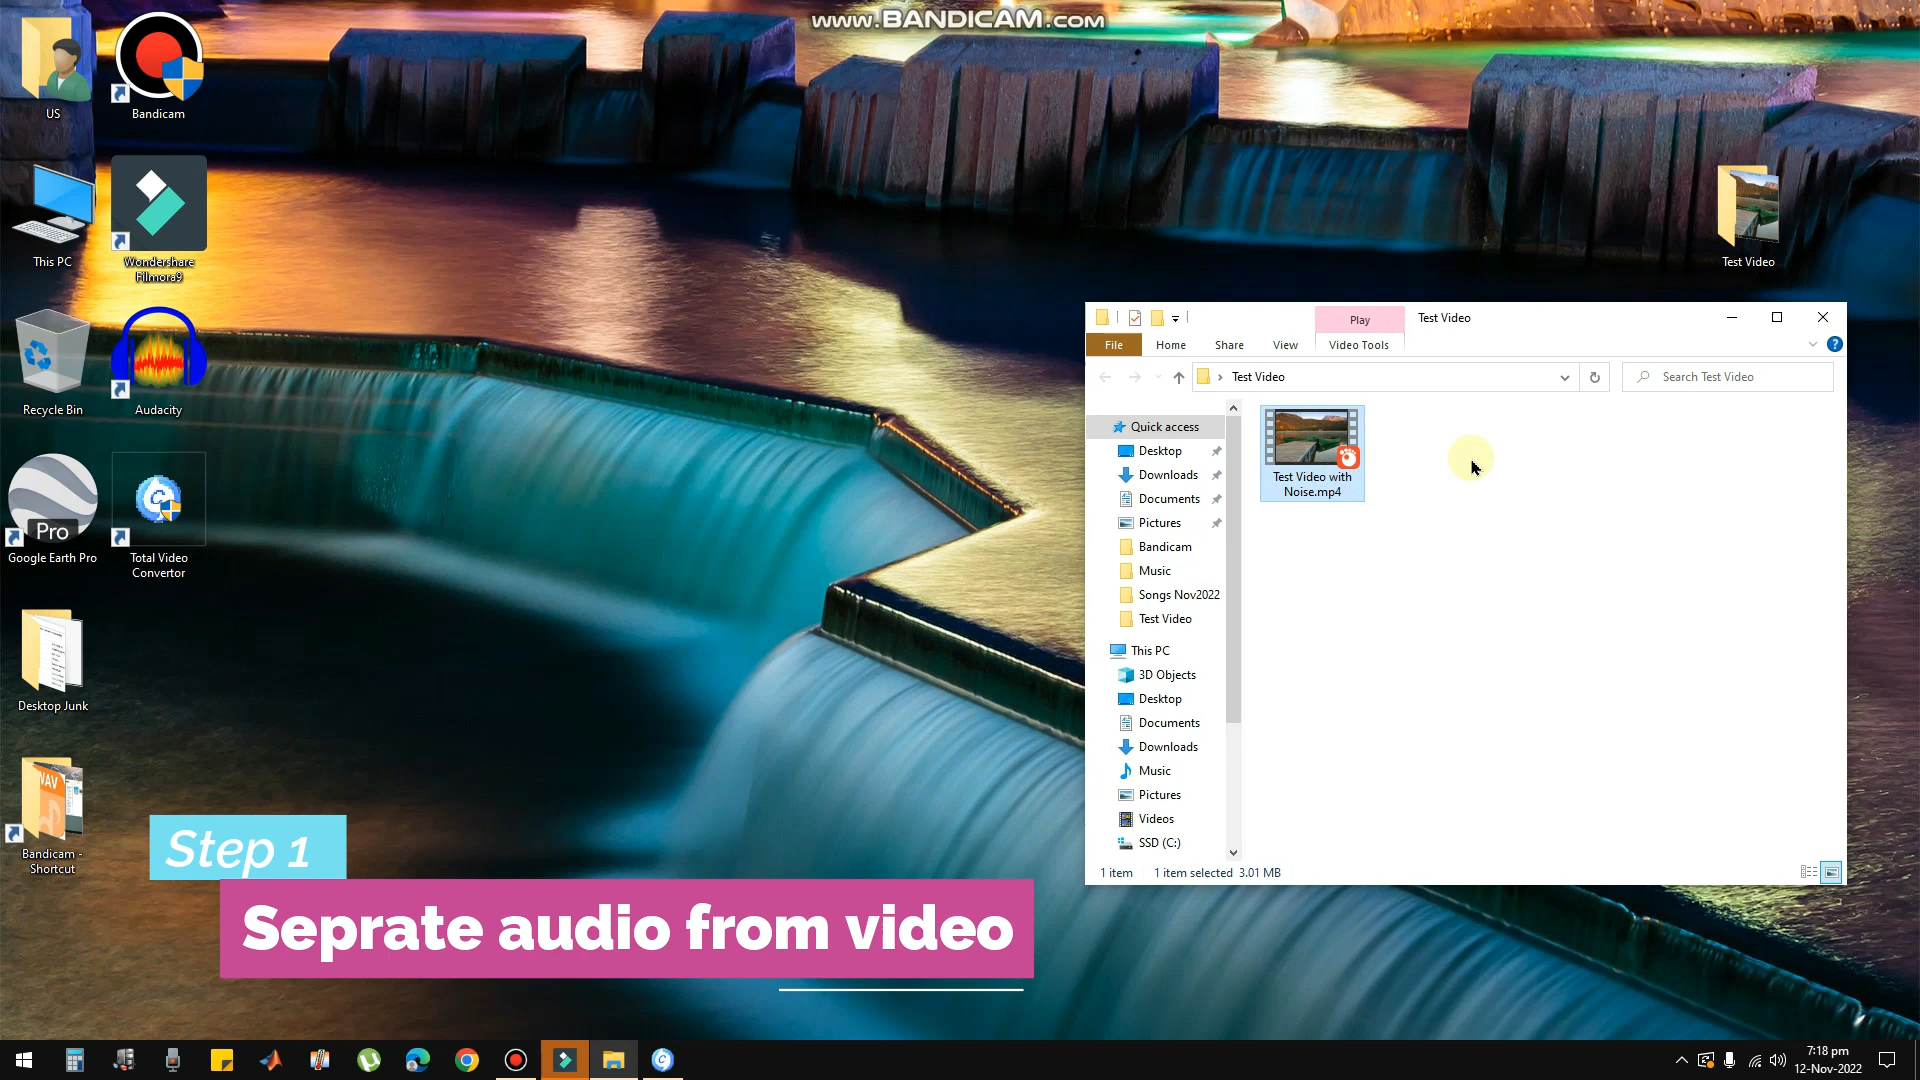 www.BANDICAM.com
US
Bandicam
This PC
Wondershare
Filmora9
Recycle Bin
Audacity
Pro
Google Earth Pro
Total Video
Convertor
Desktop Junk
WAV
Bandicam -
Shortcut
Test Video
Play
Test Video
File
Home
Share
View
Video Tools
Test Video
Search Test Video
Quick access
Desktop
Downloads
Documents
Pictures
Bandicam
Music
Songs Nov2022
Test Video
This PC
3D Objects
Desktop
Documents
Downloads
Music
Pictures
Videos
SSD (C:)
Test Video with
Noise.mp4
1 item
1 item selected 3.01 MB
Step 1
Seprate audio from video
7:18 pm
12-Nov-2022